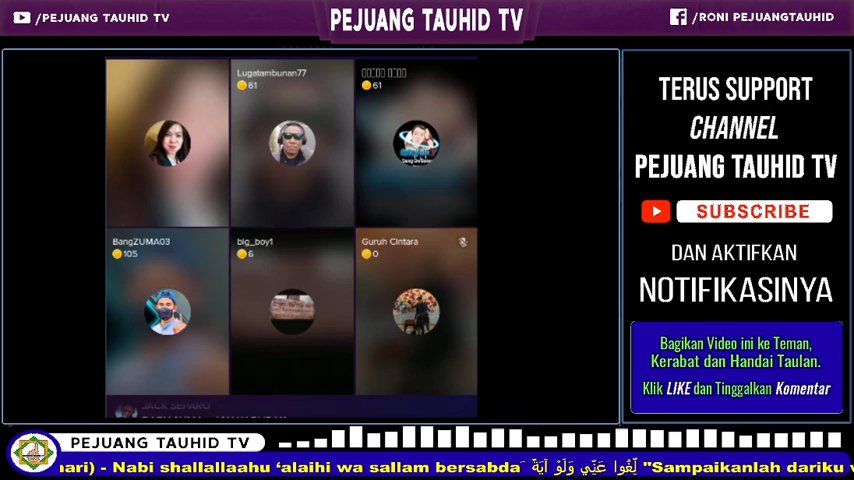 /PEJUANG TAUHID TV
PEJUANG TAUHID TV
/RONI PEJUANGTAUHID
Lugatambunan77
61
61
BangZUMA03
105
big_boy1
6
Guruh Cintara
0
JACK SEPARO
TERUS SUPPORT
CHANNEL
PEJUANG TAUHID TV
SUBSCRIBE
DAN AKTIFKAN
NOTIFIKASINYA
Bagikan Video ini ke Teman,
Kerabat dan Handai Taulan.
Klik LIKE dan Tinggalkan Komentar
PEJUANG TAUHID TV
hari) - Nabi shallallaahu ‘alaihi wa sallam bersabda َ لِّغُوا عَنِّي وَلَوْ آيَةً "Sampaikanlah dariku